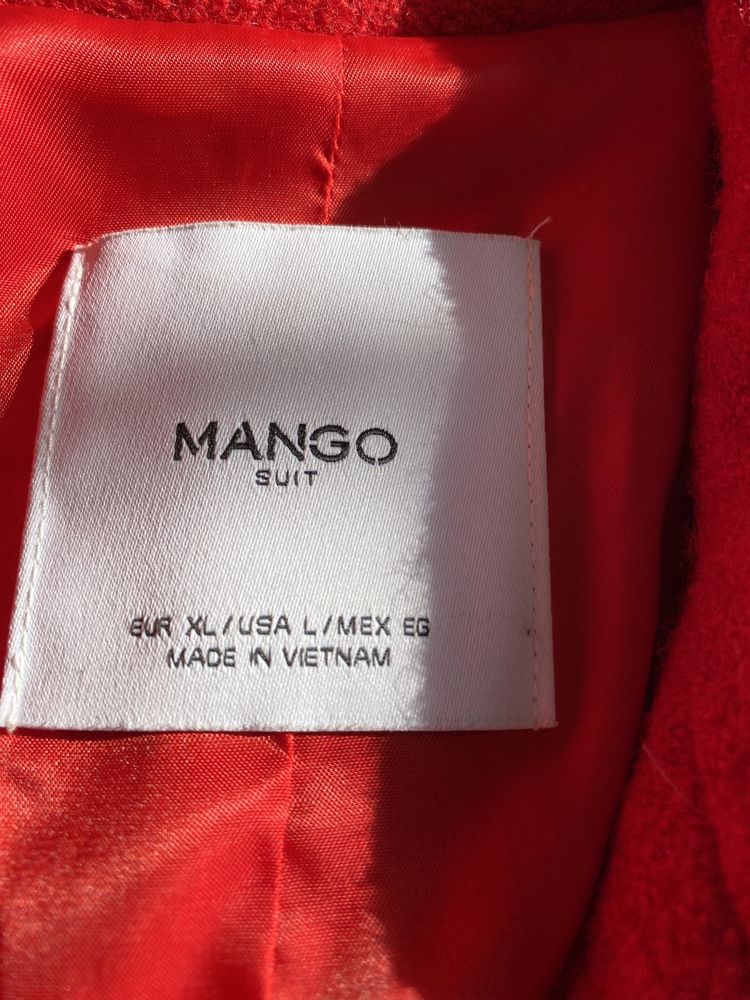 MANGO
SUIT
EUR XL/USA L/MEX EG
MADE IN VIETNAM